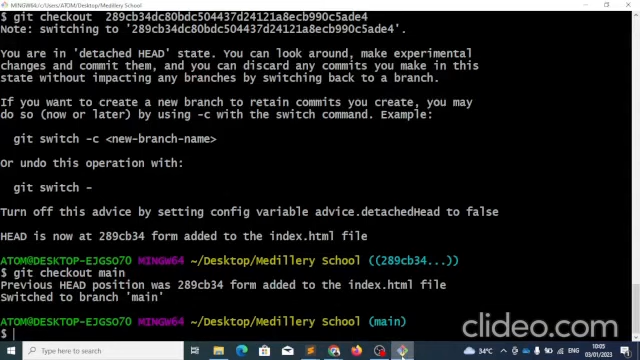 MINGW64:/c/Users/ATOM/Desktop/Medillery School
$ git checkout  289cb34dc80bdc504437d24121a8ecb990c5ade4
Note: switching to '289cb34dc80bdc504437d24121a8ecb990c5ade4'.
You are in 'detached HEAD' state. You can look around, make experimental
changes and commit them, and you can discard any commits you make in this
state without impacting any branches by switching back to a branch.
If you want to create a new branch to retain commits you create, you may
do so (now or later) by using -c with the switch command. Example:
git switch -c <new-branch-name>
Or undo this operation with:
git switch -
Turn off this advice by setting config variable advice.detachedHead to false
HEAD is now at 289cb34 form added to the index.html file
ATOM@DESKTOP-EJGSO70 MINGW64 ~/Desktop/Medillery School ((289cb34...))
$ git checkout main
Previous HEAD position was 289cb34 form added to the index.html file
Switched to branch 'main'
ATOM@DESKTOP-EJGSO70 MINGW64 ~/Desktop/Medillery School (main)
$
clideo.com
Type here to search
34°C
ENG
10:05
03/01/2023